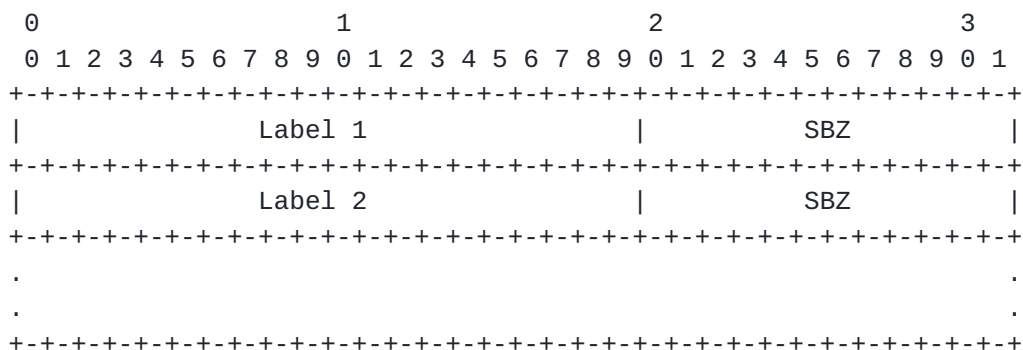 0                   1                   2                   3
 0 1 2 3 4 5 6 7 8 9 0 1 2 3 4 5 6 7 8 9 0 1 2 3 4 5 6 7 8 9 0 1
+-+-+-+-+-+-+-+-+-+-+-+-+-+-+-+-+-+-+-+-+-+-+-+-+-+-+-+-+-+-+-+-+
|               Label 1                 |          SBZ          |
+-+-+-+-+-+-+-+-+-+-+-+-+-+-+-+-+-+-+-+-+-+-+-+-+-+-+-+-+-+-+-+-+
|               Label 2                 |          SBZ          |
+-+-+-+-+-+-+-+-+-+-+-+-+-+-+-+-+-+-+-+-+-+-+-+-+-+-+-+-+-+-+-+-+
.                                                               .
.                                                               .
+-+-+-+-+-+-+-+-+-+-+-+-+-+-+-+-+-+-+-+-+-+-+-+-+-+-+-+-+-+-+-+-+